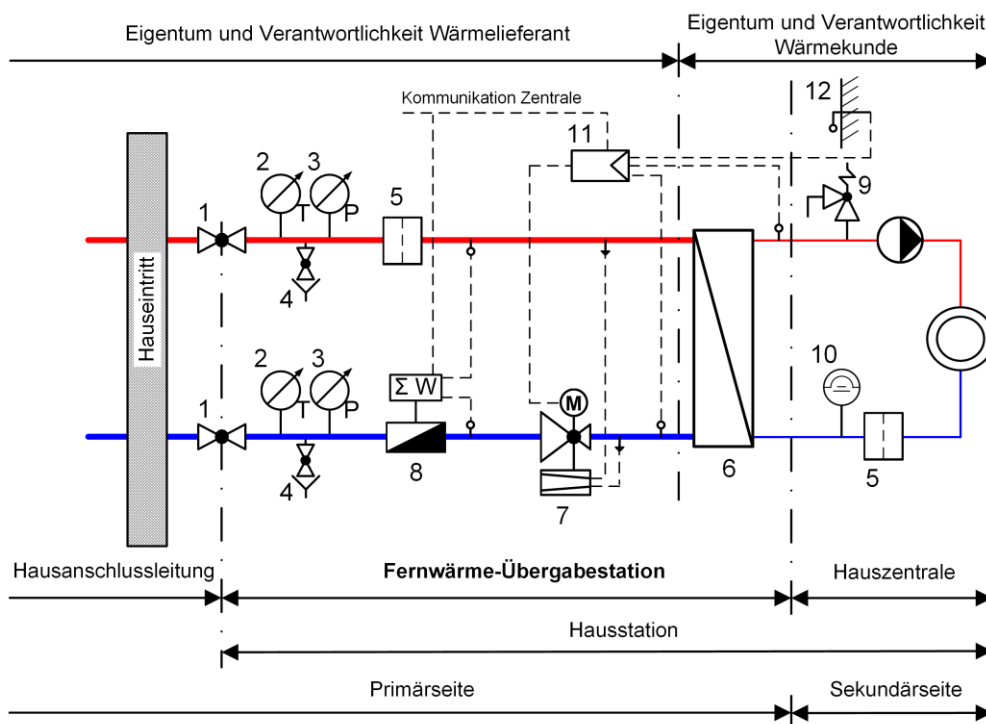 Eigentum und Verantwortlichkeit Wärmelieferant
Eigentum und Verantwortlichkeit
Wärmekunde
Kommunikation Zentrale
12
11
2
3
9
1
5
T
P
4
Hauseintritt
2
3
10
1
T
P
Σ W
M
4
8
7
6
5
Hausanschlussleitung
Fernwärme-Übergabestation
Hauszentrale
Hausstation
Primärseite
Sekundärseite